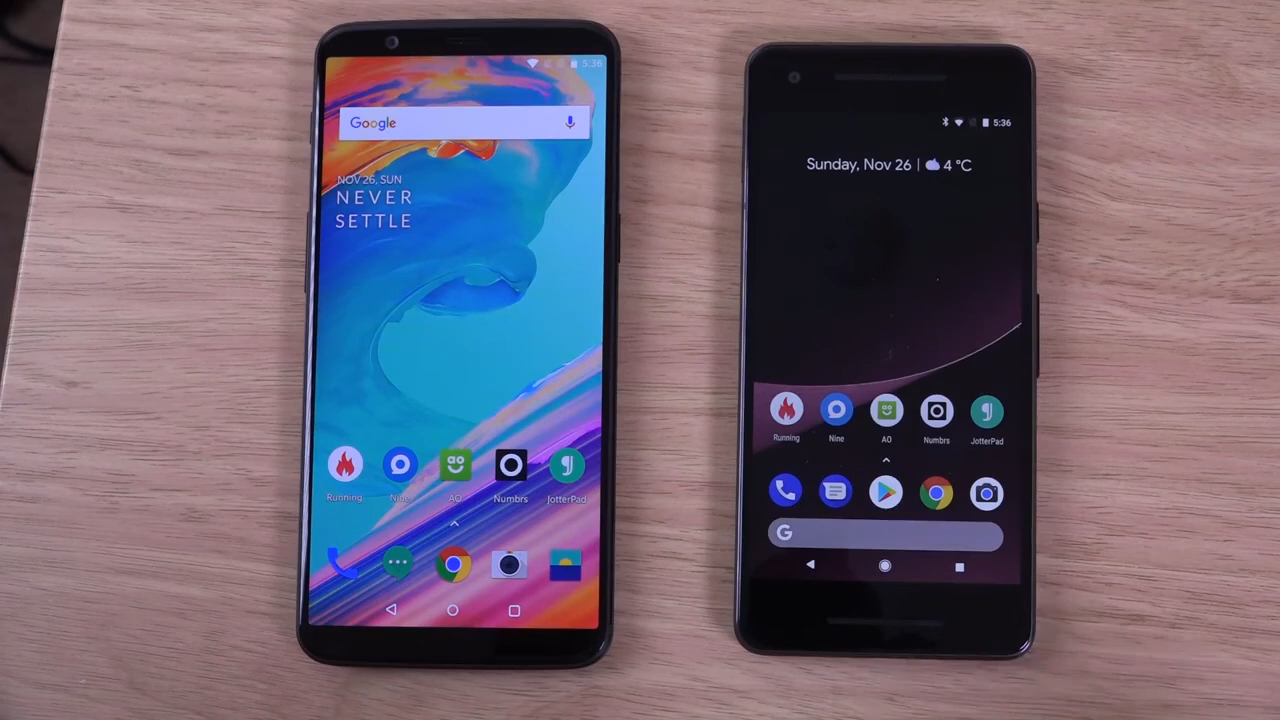 5:36
Google
NOV 26, SUN
NEVER
SETTLE
Running
Nine
AO
Numbrs
JotterPad
5:36
Sunday, Nov 26 | 4 °C
Running
Nine
AO
Numbrs
JotterPad
G